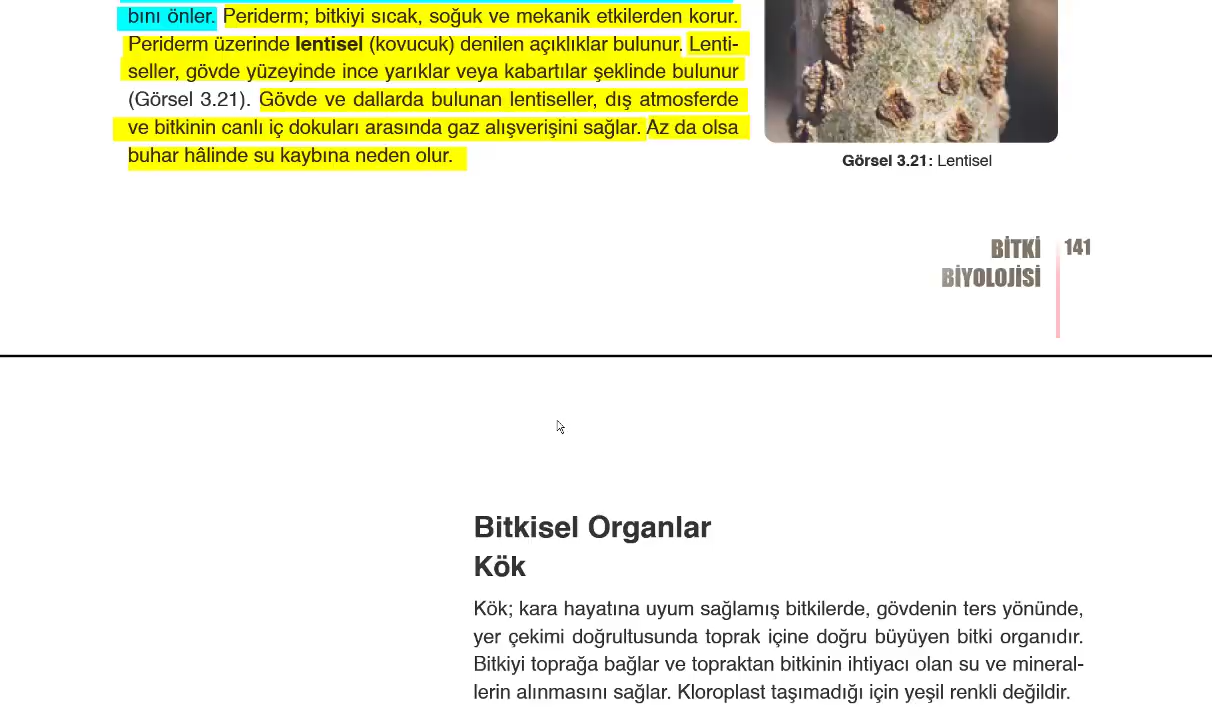 bını önler. Periderm; bitkiyi sıcak, soğuk ve mekanik etkilerden korur.
Periderm üzerinde lentisel (kovucuk) denilen açıklıklar bulunur. Lenti-
seller, gövde yüzeyinde ince yarıklar veya kabartılar şeklinde bulunur
(Görsel 3.21). Gövde ve dallarda bulunan lentiseller, dış atmosferde
ve bitkinin canlı iç dokuları arasında gaz alışverişini sağlar. Az da olsa
buhar hâlinde su kaybına neden olur.
Görsel 3.21: Lentisel
BİTKİ 141
BİYOLOJİSİ
Bitkisel Organlar
Kök
Kök; kara hayatına uyum sağlamış bitkilerde, gövdenin ters yönünde,
yer çekimi doğrultusunda toprak içine doğru büyüyen bitki organıdır.
Bitkiyi toprağa bağlar ve topraktan bitkinin ihtiyacı olan su ve mineral-
lerin alınmasını sağlar. Kloroplast taşımadığı için yeşil renkli değildir.